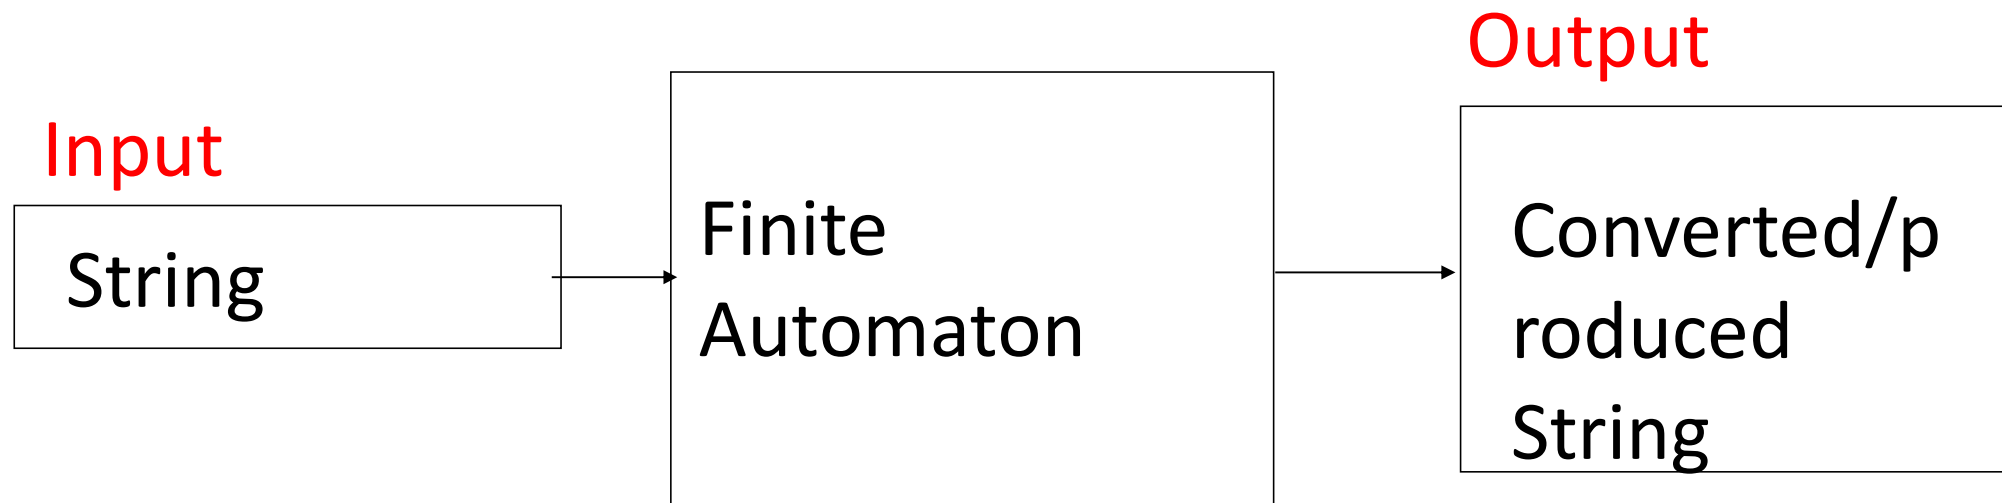 Input
String
Finite
Automaton
Output
Converted/p
roduced
String